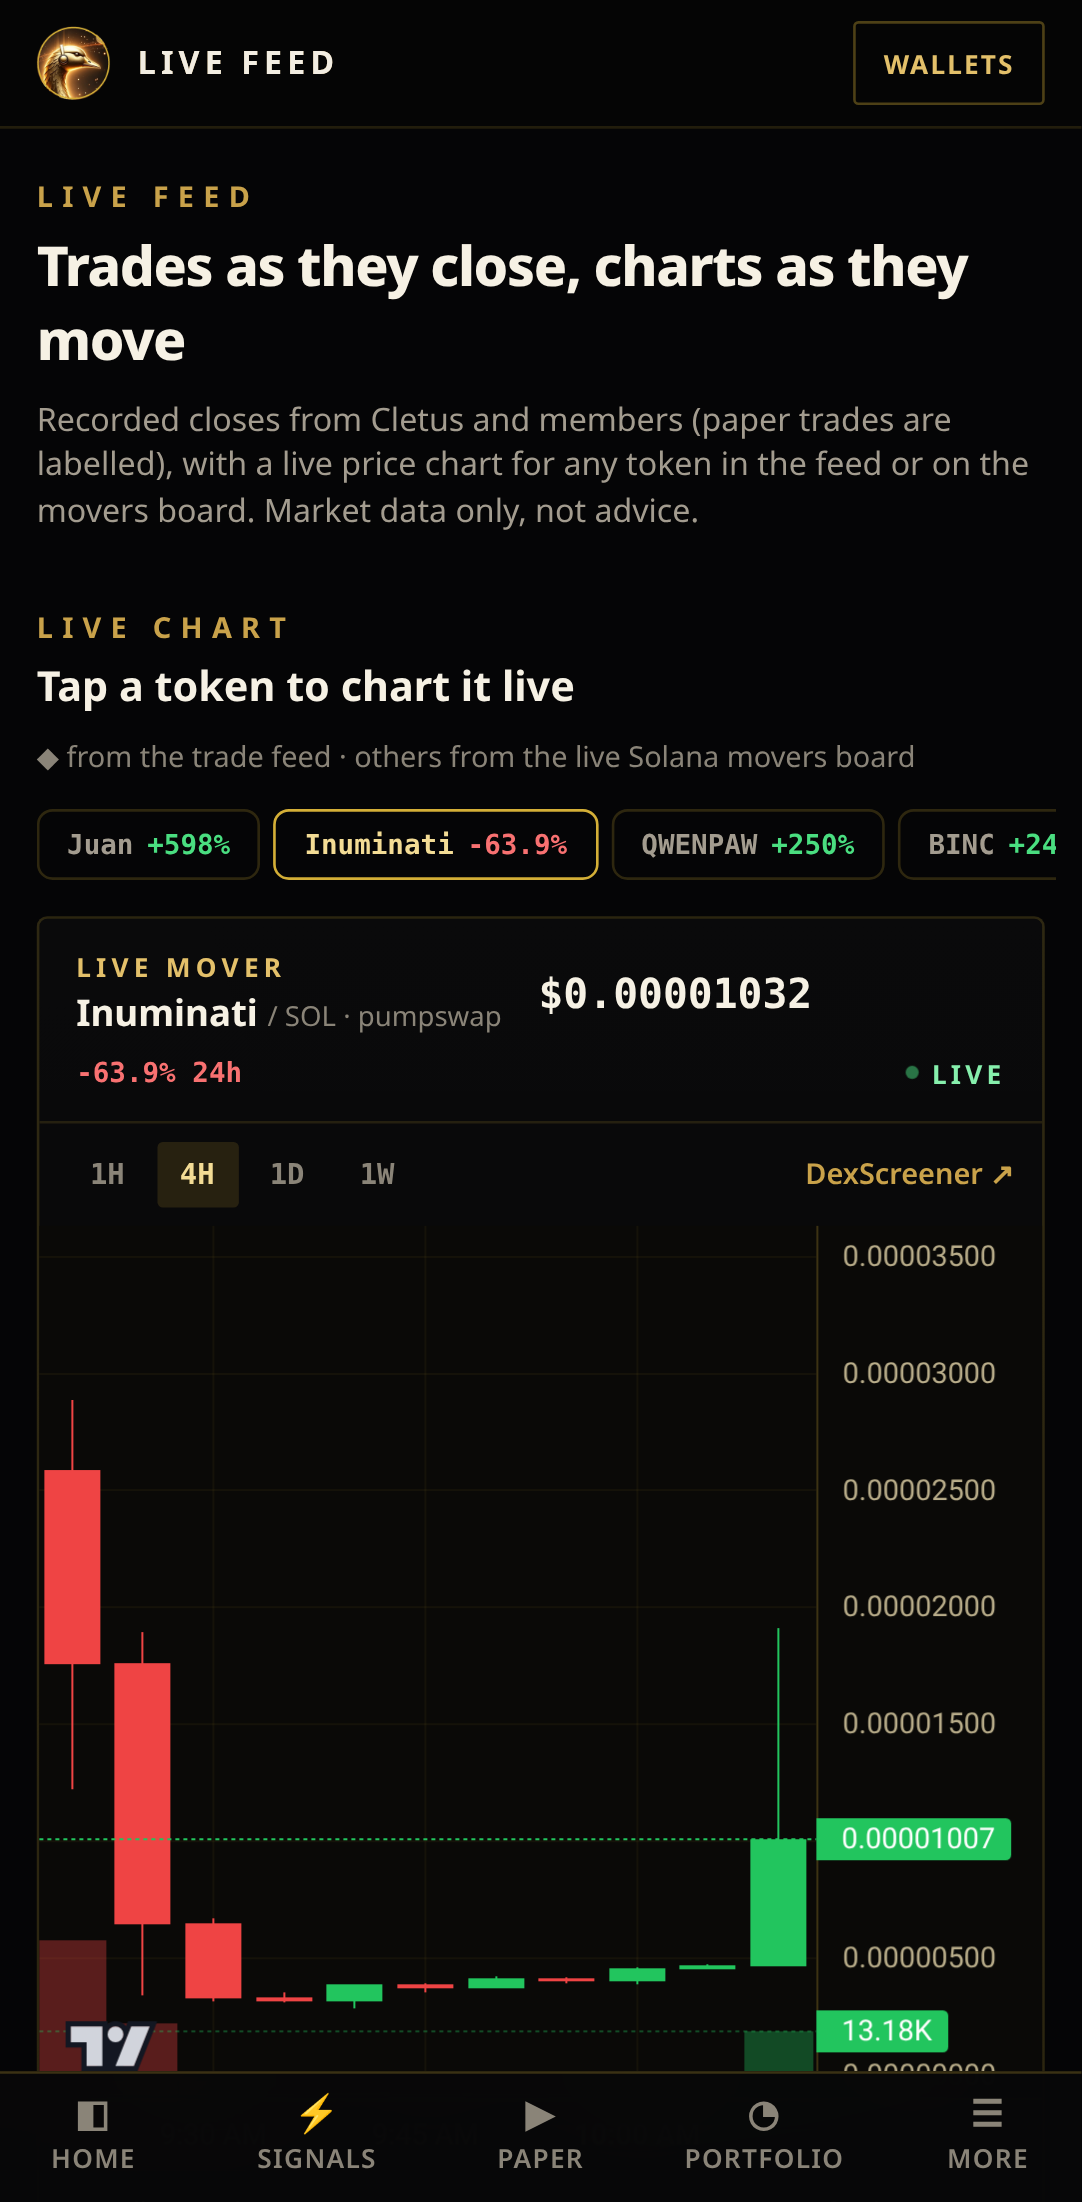 LIVE FEED
WALLETS
LIVE FEED
Trades as they close, charts as they
move
Recorded closes from Cletus and members (paper trades are
labelled), with a live price chart for any token in the feed or on the
movers board. Market data only, not advice.
LIVE CHART
Tap a token to chart it live
◆ from the trade feed · others from the live Solana movers board
Juan +598%
Inuminati -63.9%
QWENPAW +250%
BINC +24
LIVE MOVER
Inuminati / SOL · pumpswap
$0.00001032
-63.9% 24h
LIVE
1H 4H 1D 1W
DexScreener ↗
0.00003500
0.00003000
0.00002500
0.00002000
0.00001500
0.00001007
0.00000500
13.18K
HOME
SIGNALS
PAPER
PORTFOLIO
MORE